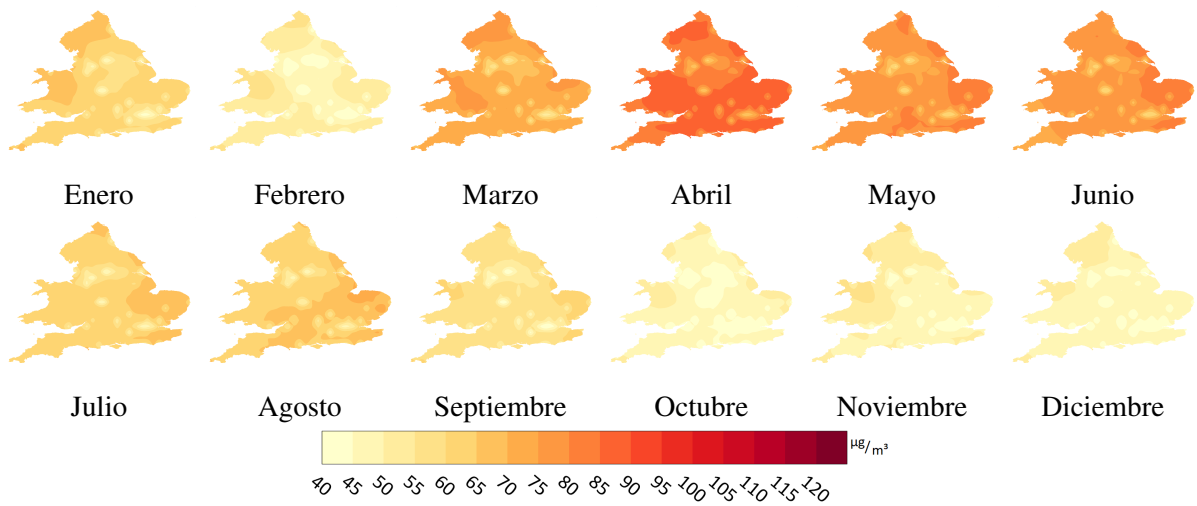 Enero Febrero Marzo Abril Mayo Junio
Julio Agosto Septiembre Octubre Noviembre Diciembre
µg/m³
40 45 50 55 60 65 70 75 80 85 90 95 100 105 110 115 120